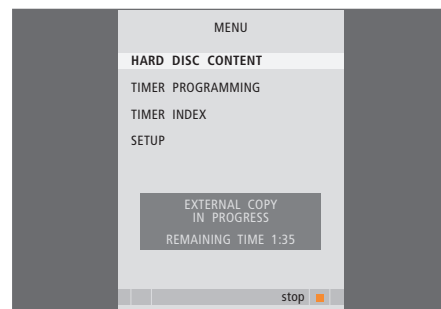 MENU
HARD DISC CONTENT
TIMER PROGRAMMING
TIMER INDEX
SETUP
EXTERNAL COPY
IN PROGRESS
REMAINING TIME 1:35
stop